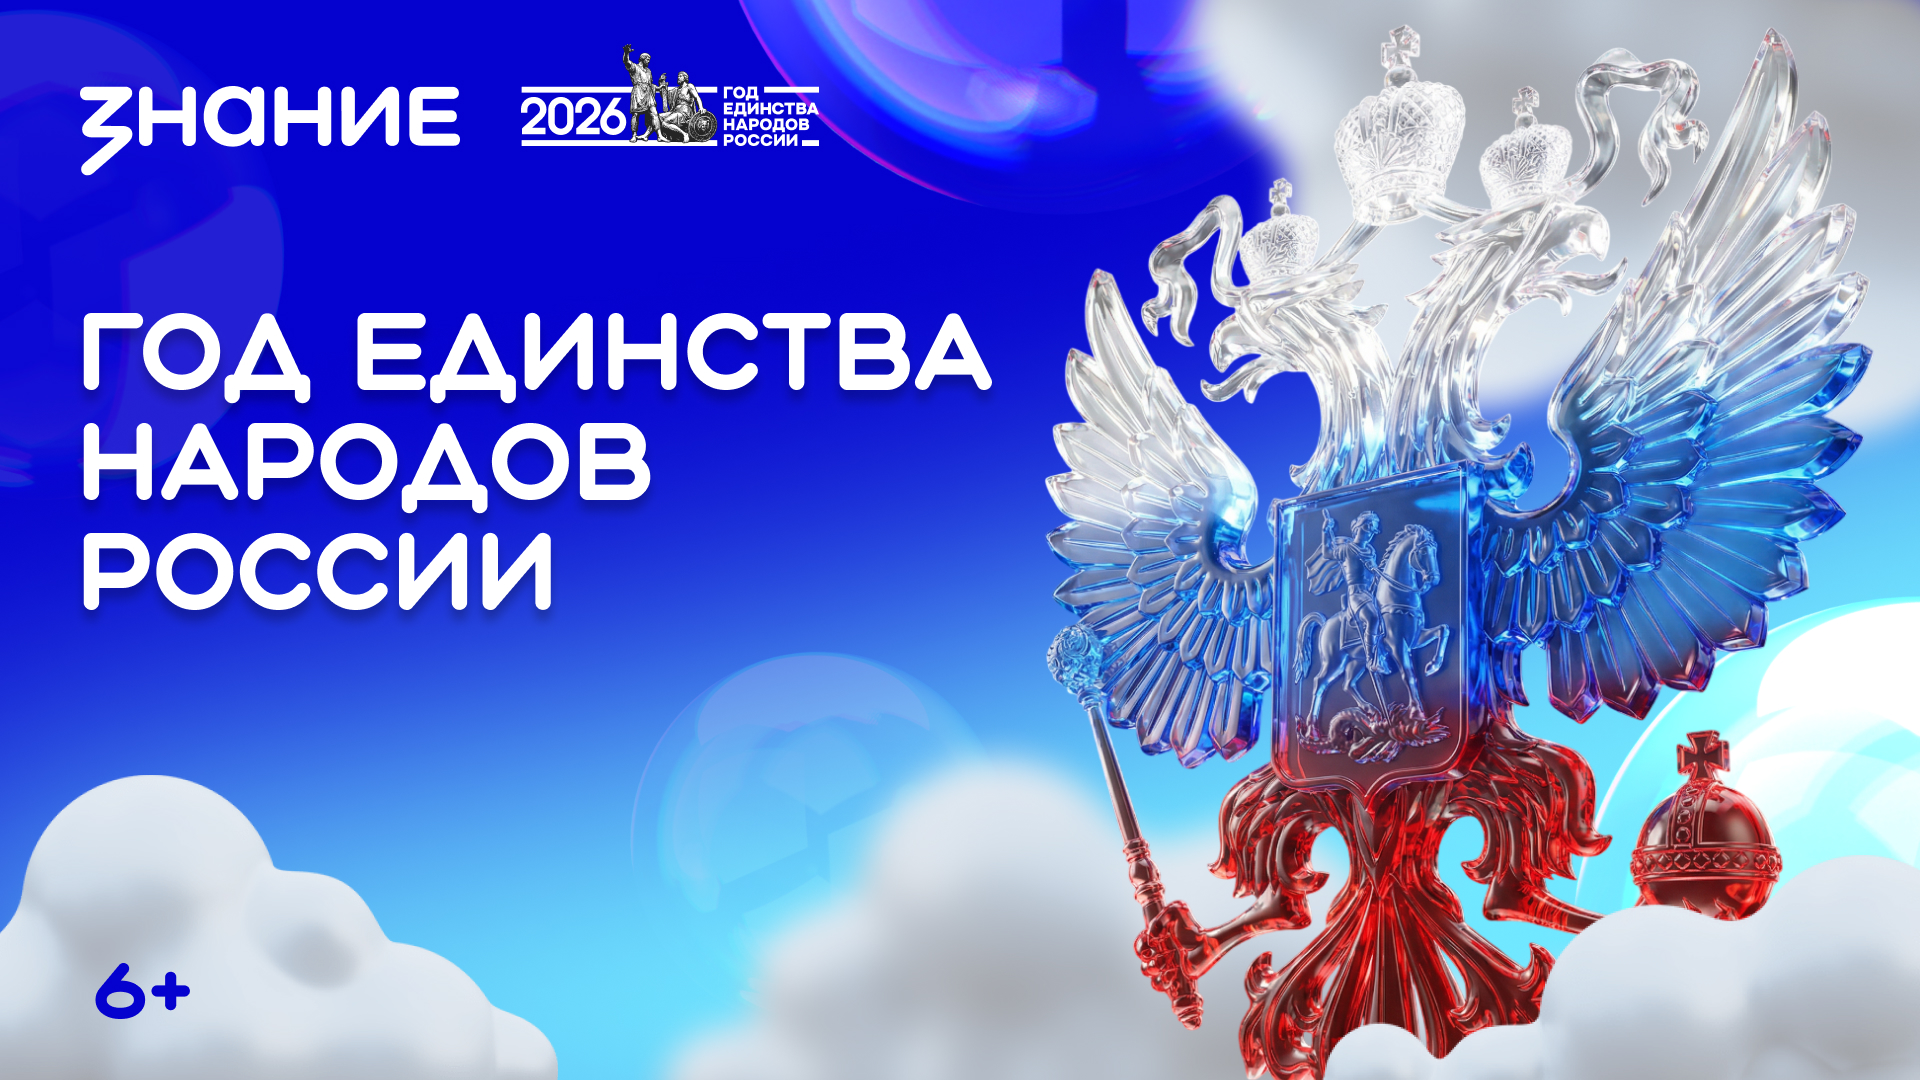 ЗНАНИЕ
2026
ГОД
ЕДИНСТВА
НАРОДОВ
РОССИИ
ГОД ЕДИНСТВА
НАРОДОВ
РОССИИ
6+